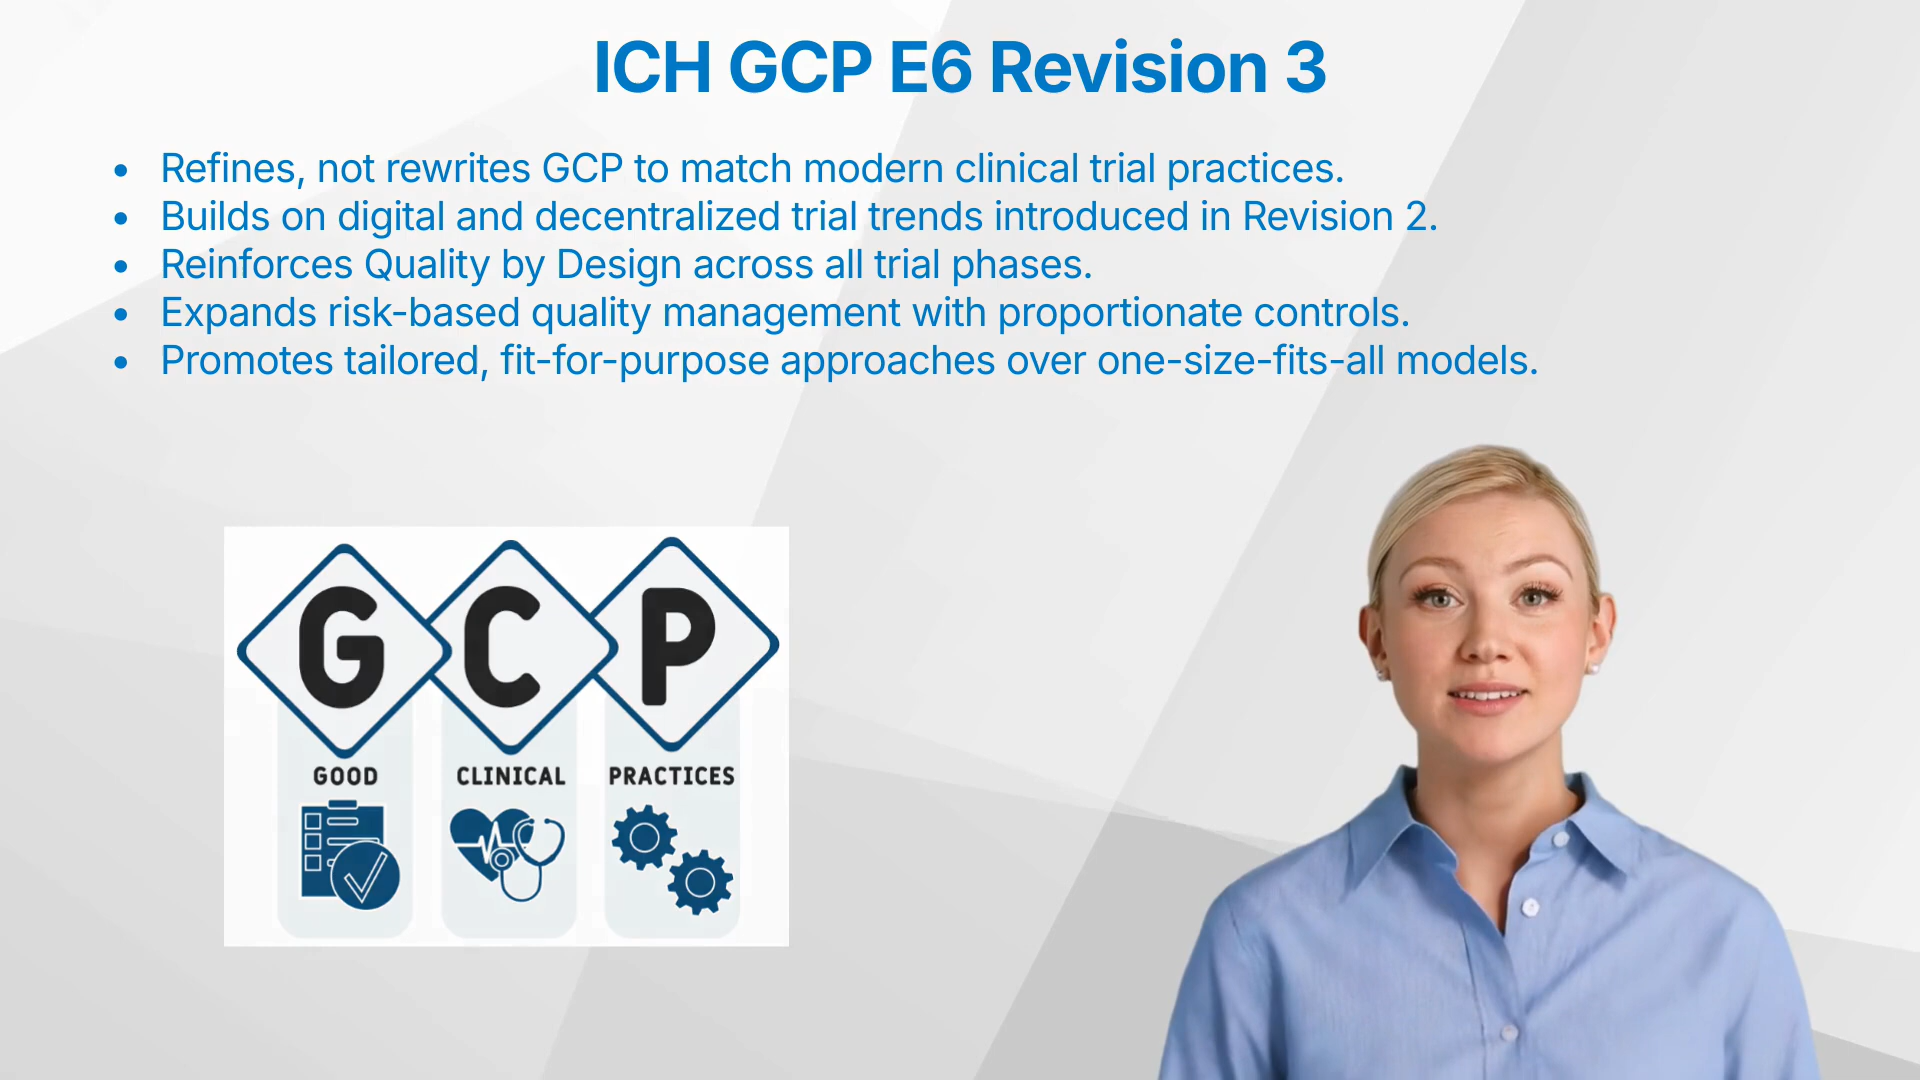 ICH GCP E6 Revision 3
• Refines, not rewrites GCP to match modern clinical trial practices.
• Builds on digital and decentralized trial trends introduced in Revision 2.
• Reinforces Quality by Design across all trial phases.
• Expands risk-based quality management with proportionate controls.
• Promotes tailored, fit-for-purpose approaches over one-size-fits-all models.
G C P
GOOD CLINICAL PRACTICES